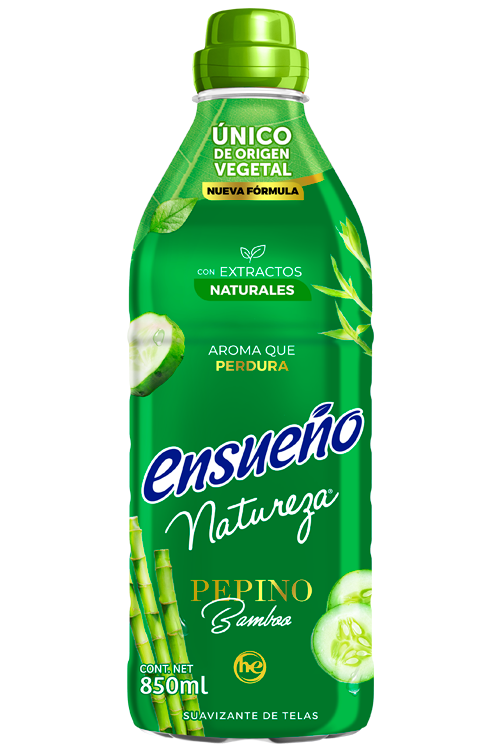 ÚNICO
DE ORIGEN
VEGETAL
NUEVA FÓRMULA
CON EXTRACTOS
NATURALES
AROMA QUE
PERDURA
ensueño
Natureza®
PEPINO
Bamboo
he
CONT. NET
850ml
SUAVIZANTE DE TELAS